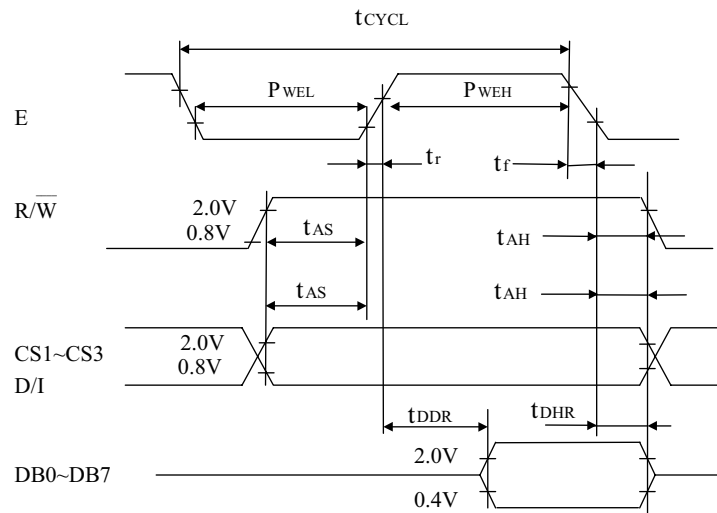 tCYCL
E PWEL PWEH
tr tf
R/W̅ 2.0V
0.8V tAS tAH
tAS tAH
CS1~CS3 2.0V
D/I 0.8V
tDDR tDHR
DB0~DB7 2.0V
0.4V